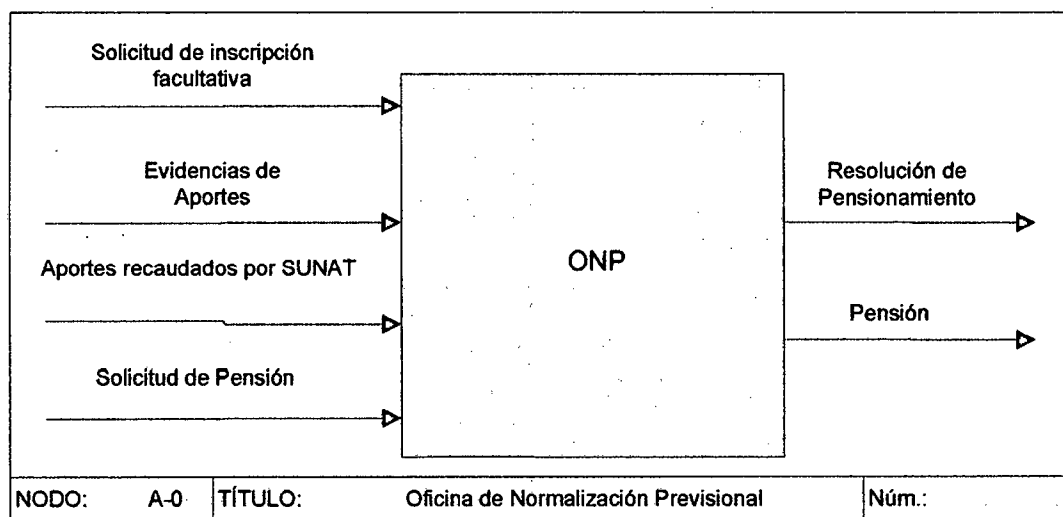 Solicitud de inscripción
facultativa
Evidencias de
Aportes
Aportes recaudados por SUNAT
Solicitud de Pensión
ONP
Resolución de
Pensionamiento
Pensión
NODO: A-0 TÍTULO: Oficina de Normalización Previsional Núm.: